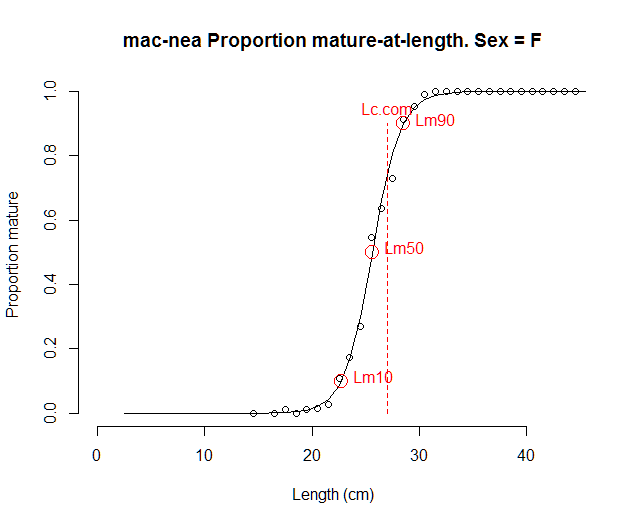 mac-nea Proportion mature-at-length. Sex = F
Proportion mature
1.0
0.8
0.6
0.4
0.2
0.0
Lc.com
Lm90
Lm50
Lm10
0 10 20 30 40
Length (cm)